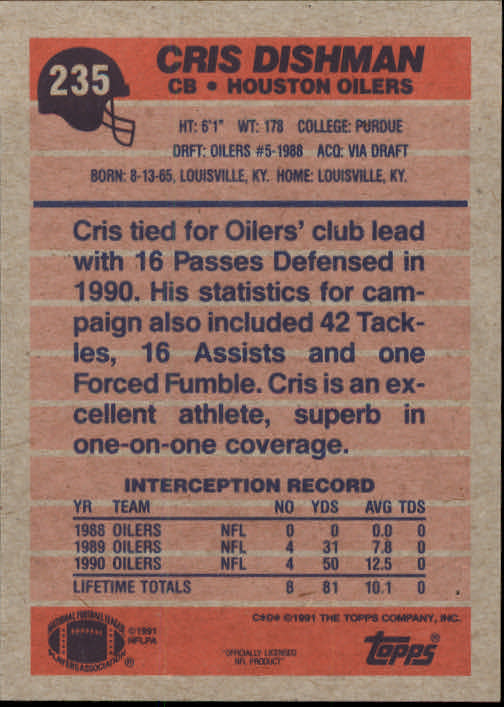 235
CRIS DISHMAN
CB • HOUSTON OILERS
HT: 6'1" WT: 178 COLLEGE: PURDUE
DRFT: OILERS #5-1988 ACQ: VIA DRAFT
BORN: 8-13-65, LOUISVILLE, KY. HOME: LOUISVILLE, KY.
Cris tied for Oilers' club lead
with 16 Passes Defensed in
1990. His statistics for cam-
paign also included 42 Tack-
les, 16 Assists and one
Forced Fumble. Cris is an ex-
cellent athlete, superb in
one-on-one coverage.
INTERCEPTION RECORD
YR TEAM NO YDS AVG TDS
1988 OILERS NFL 0 0 0.0 0
1989 OILERS NFL 4 31 7.8 0
1990 OILERS NFL 4 50 12.5 0
LIFETIME TOTALS 8 81 10.1 0
C*D* ©1991 THE TOPPS COMPANY, INC.
NATIONAL FOOTBALL LEAGUE
PLAYERS ASSOCIATION ®
©1991
NFLPA
"OFFICIALLY LICENSED
NFL PRODUCT"
topps®